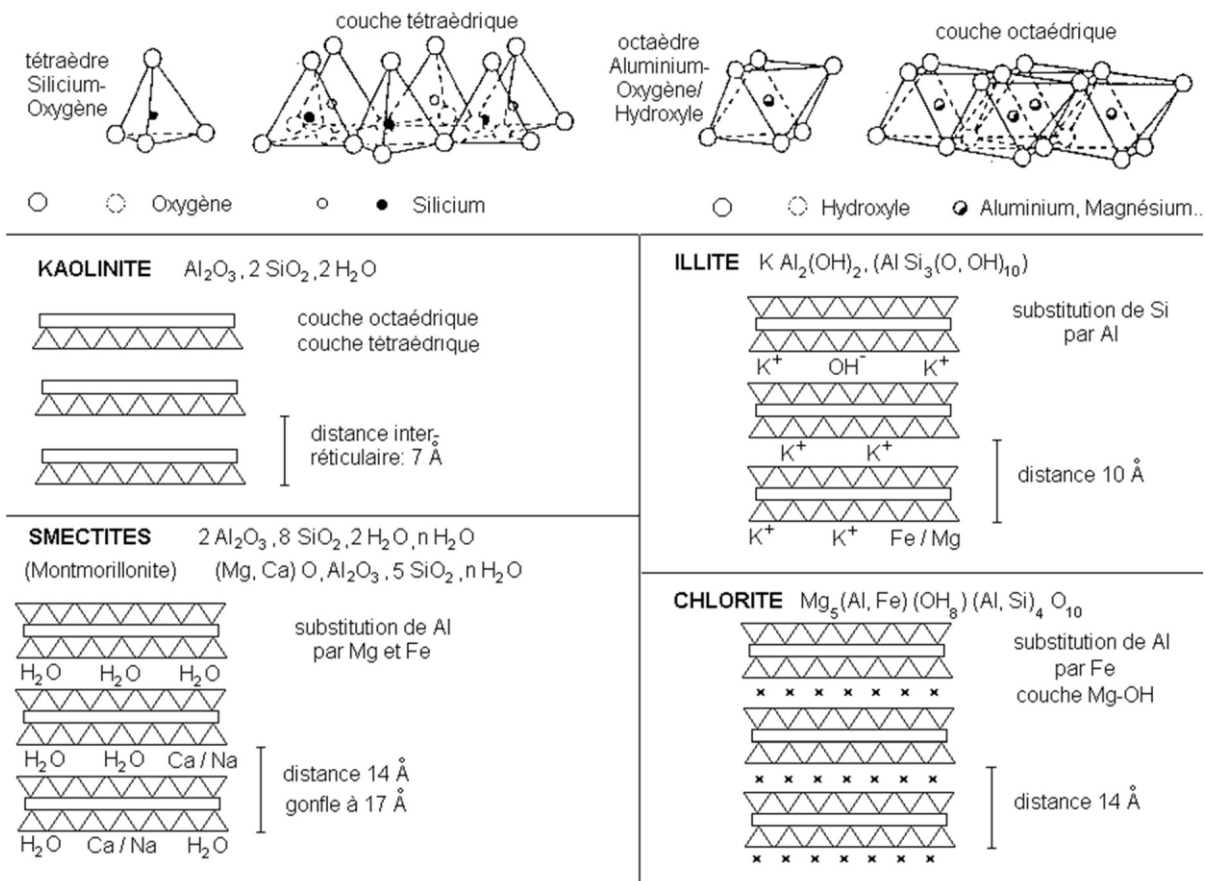 couche tétraèdrique
tétraèdre
Silicium-
Oxygène
octaèdre
Aluminium-
Oxygène/
Hydroxyle
couche octaédrique
Oxygène
Silicium
Hydroxyle
Aluminium, Magnésium..
KAOLINITE Al₂O₃, 2 SiO₂, 2 H₂O
couche octaédrique
couche tétraèdrique
distance inter-
réticulaire: 7 Å
SMECTITES 2 Al₂O₃, 8 SiO₂, 2 H₂O, n H₂O
(Montmorillonite) (Mg, Ca) O, Al₂O₃, 5 SiO₂, n H₂O
substitution de Al
par Mg et Fe
H₂O H₂O H₂O
H₂O H₂O Ca / Na
distance 14 Å
gonfle à 17 Å
H₂O Ca / Na H₂O
ILLITE K Al₂(OH)₂, (Al Si₃(O, OH)₁₀)
substitution de Si
par Al
K⁺ OH⁻ K⁺
K⁺ K⁺
distance 10 Å
K⁺ K⁺ Fe / Mg
CHLORITE Mg₅(Al, Fe) (OH₈) (Al, Si)₄ O₁₀
substitution de Al
par Fe
couche Mg-OH
distance 14 Å